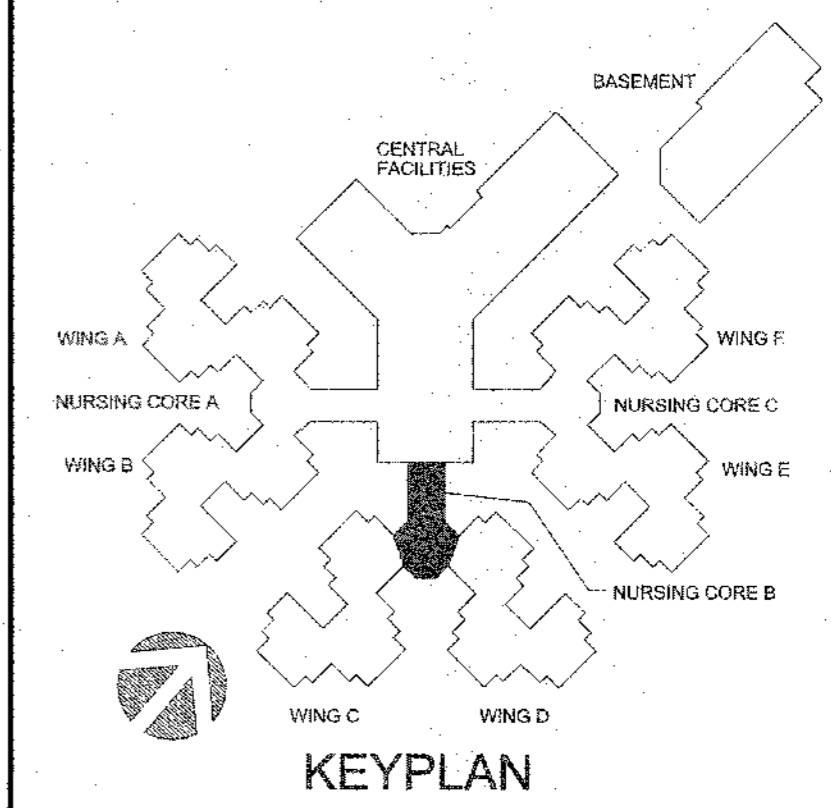 BASEMENT
CENTRAL
FACILITIES
WING A
WING F
NURSING CORE A
NURSING CORE C
WING B
WING E
NURSING CORE B
WING C
WING D
KEYPLAN